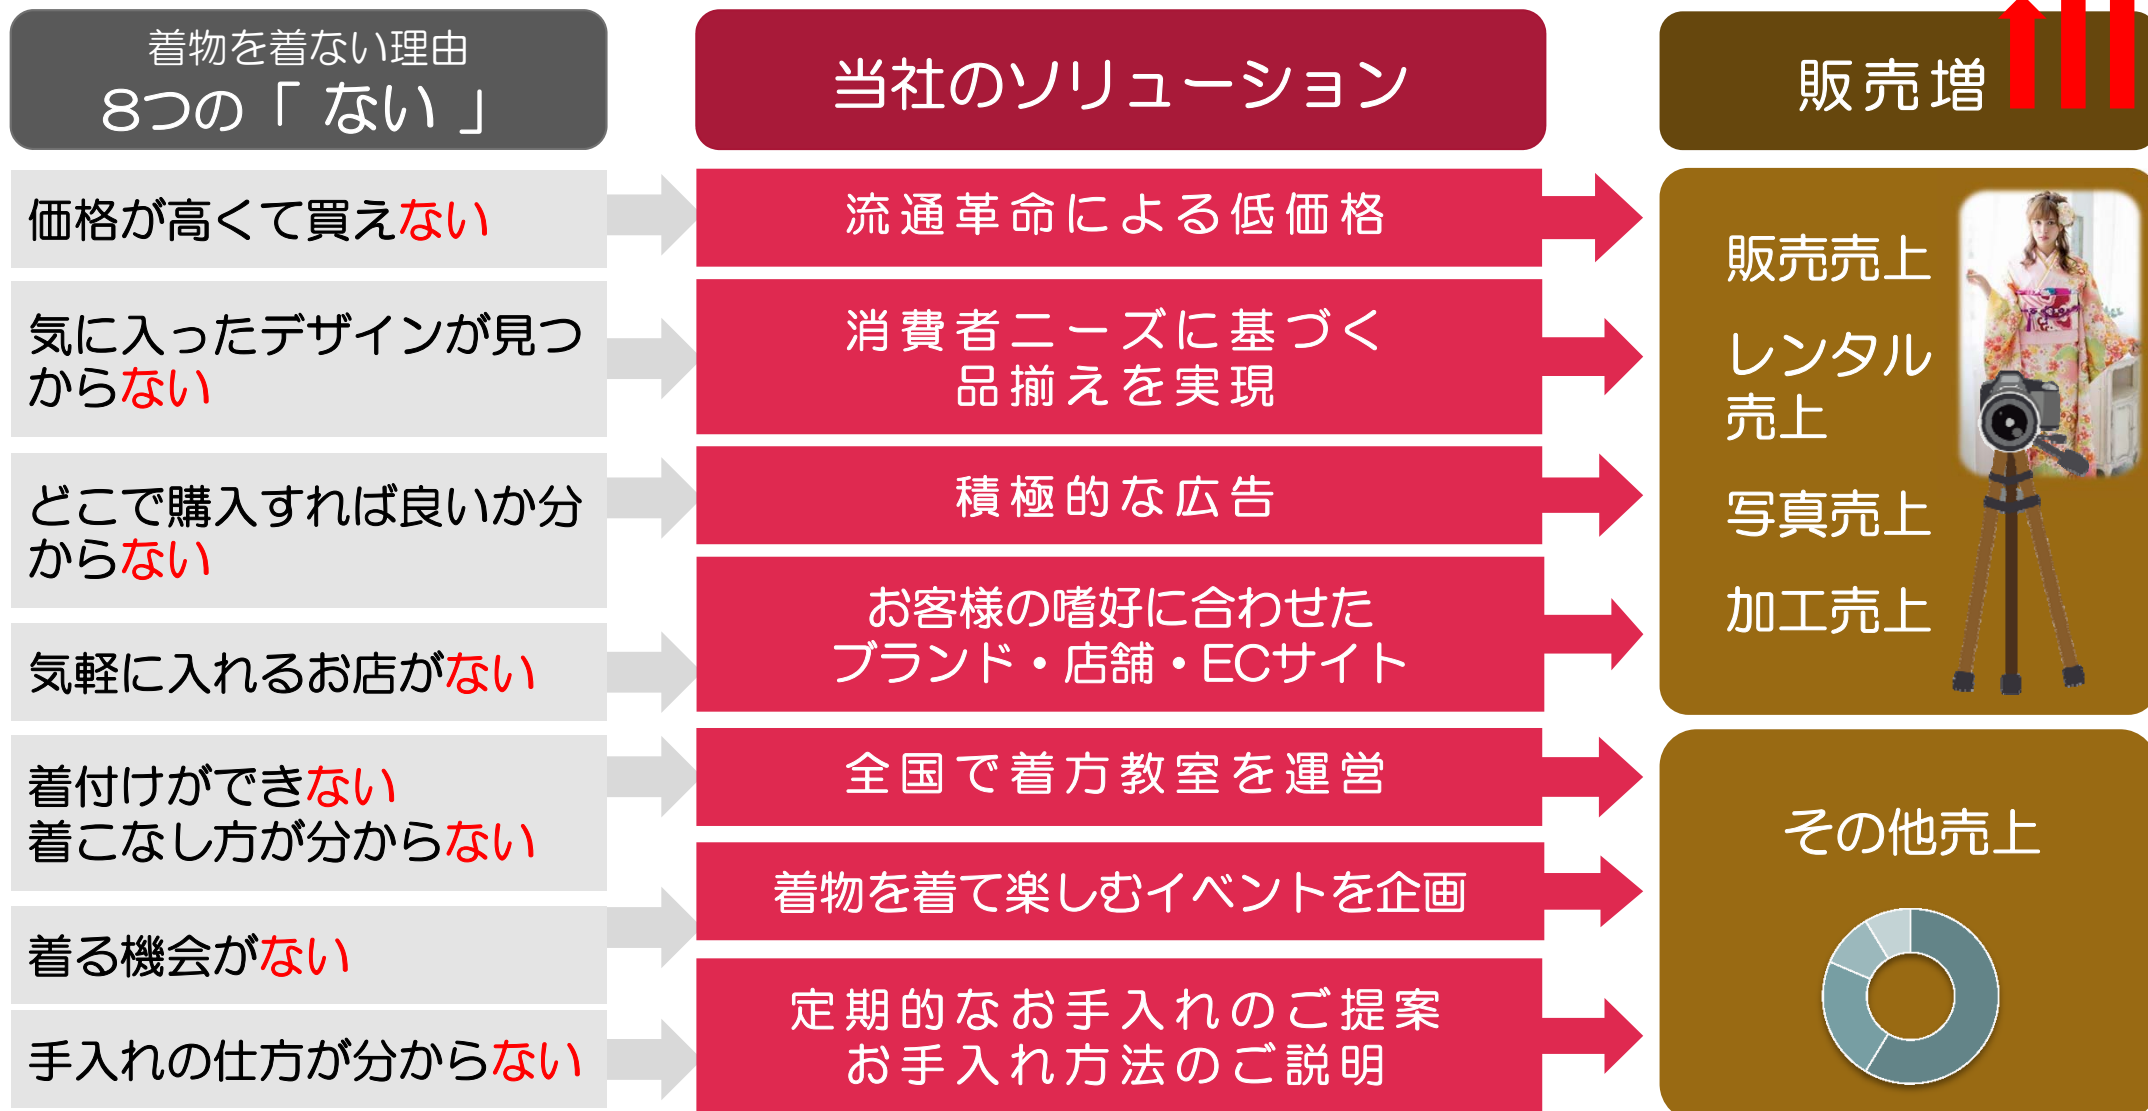 着物を着ない理由
8つの「 ない 」
当社のソリューション
販売増
価格が高くて買えない
流通革命による低価格
気に入ったデザインが見つ
からない
消費者ニーズに基づく
品揃えを実現
どこで購入すれば良いか分
からない
積極的な広告
気軽に入れるお店がない
お客様の嗜好に合わせた
ブランド・店舗・ECサイト
着付けができない
着こなし方が分からない
全国で着方教室を運営
着る機会がない
着物を着て楽しむイベントを企画
手入れの仕方が分からない
定期的なお手入れのご提案
お手入れ方法のご説明
販売売上
レンタル
売上
写真売上
加工売上
その他売上